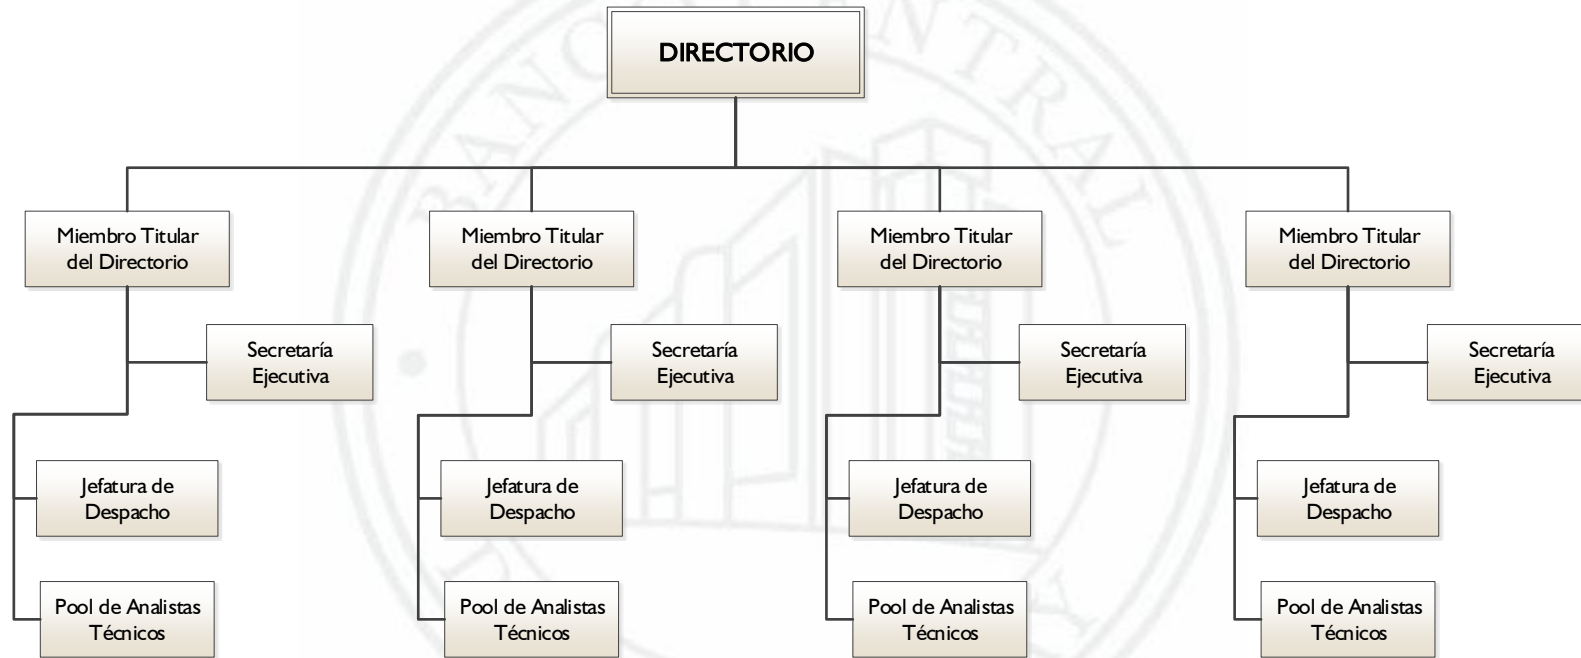 DIRECTORIO
Miembro Titular
del Directorio
Miembro Titular
del Directorio
Miembro Titular
del Directorio
Miembro Titular
del Directorio
Secretaría
Ejecutiva
Secretaría
Ejecutiva
Secretaría
Ejecutiva
Secretaría
Ejecutiva
Jefatura de
Despacho
Jefatura de
Despacho
Jefatura de
Despacho
Jefatura de
Despacho
Pool de Analistas
Técnicos
Pool de Analistas
Técnicos
Pool de Analistas
Técnicos
Pool de Analistas
Técnicos
BANCO CENTRAL